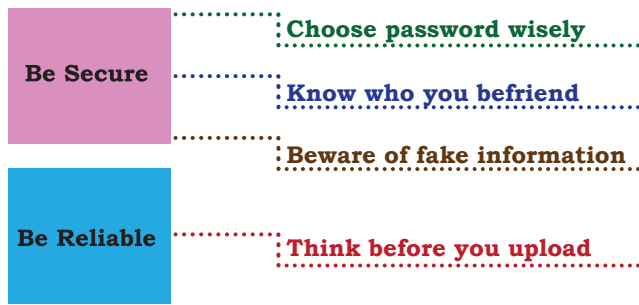 Be Secure
Choose password wisely
Know who you befriend
Beware of fake information
Be Reliable
Think before you upload